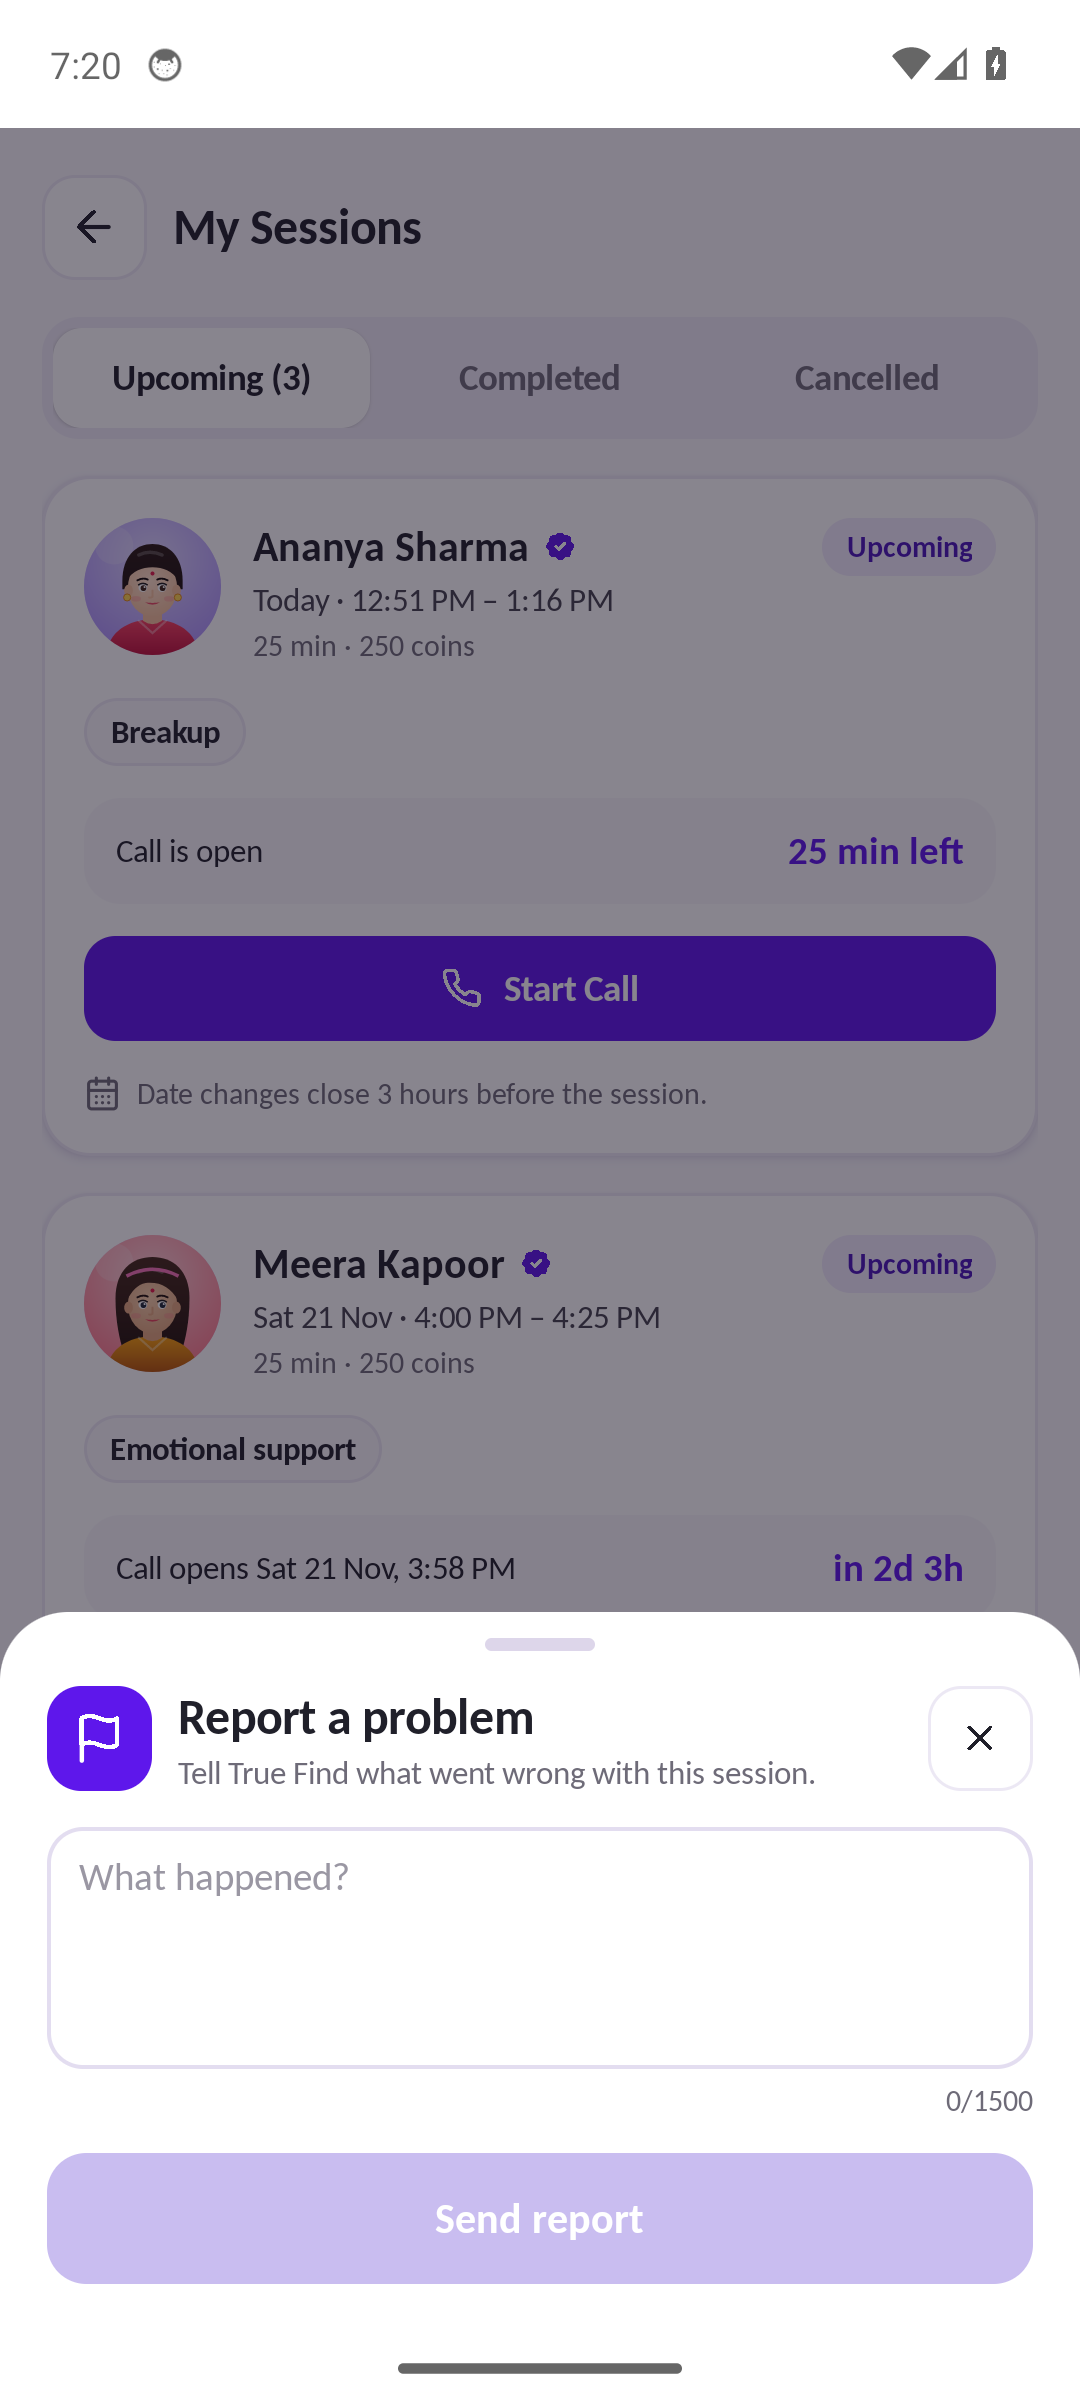 7:20
My Sessions
Upcoming (3)
Completed
Cancelled
Ananya Sharma
Upcoming
Today · 12:51 PM – 1:16 PM
25 min · 250 coins
Breakup
Call is open
25 min left
Start Call
Date changes close 3 hours before the session.
Meera Kapoor
Upcoming
Sat 21 Nov · 4:00 PM – 4:25 PM
25 min · 250 coins
Emotional support
Call opens Sat 21 Nov, 3:58 PM
in 2d 3h
Report a problem
Tell True Find what went wrong with this session.
What happened?
0/1500
Send report